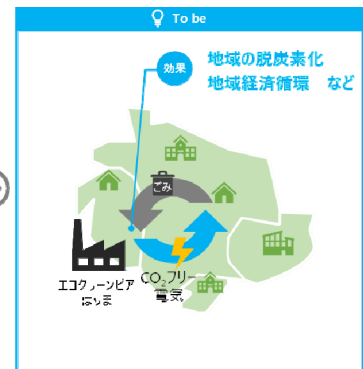 To be
効果
地域の脱炭素化
地域経済循環 など
ごみ
エコクリーンピア
はりま
CO₂フリー
電気